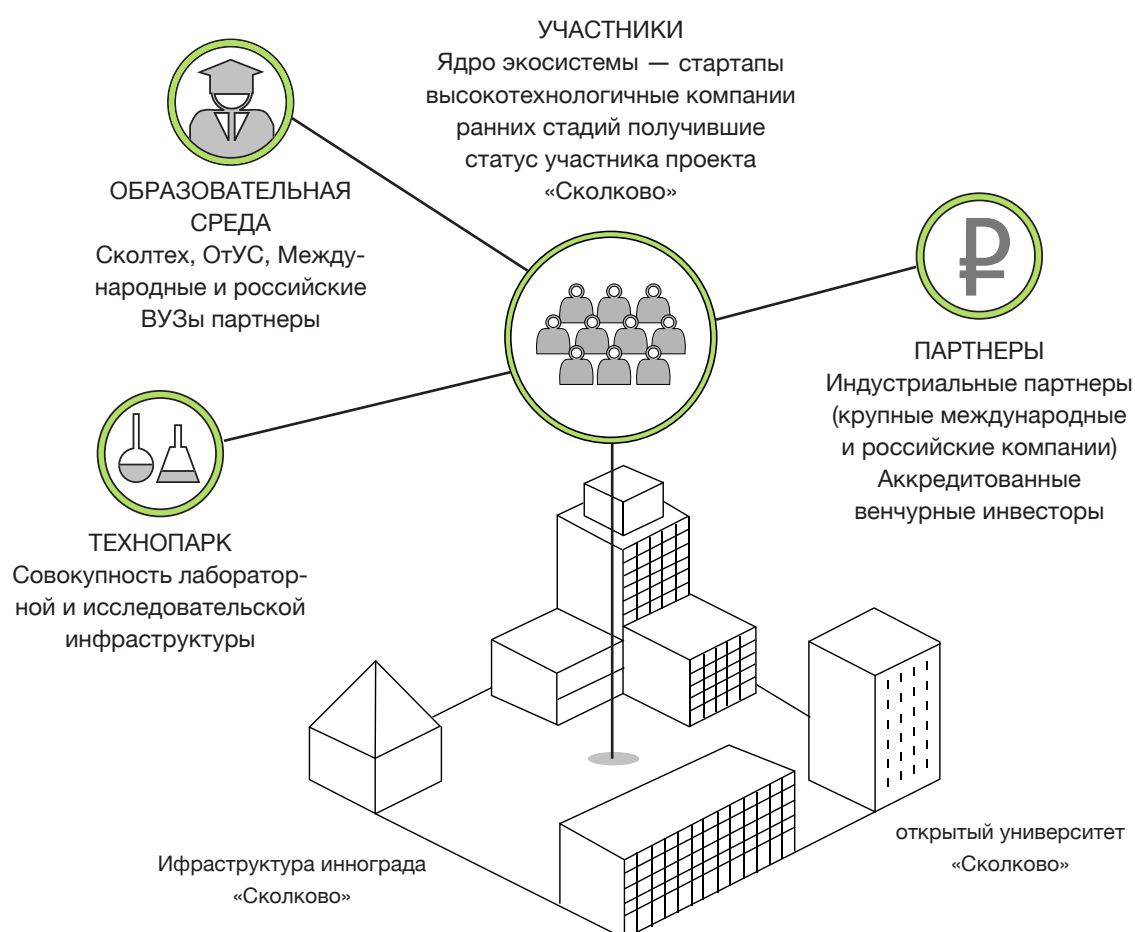 УЧАСТНИКИ
Ядро экосистемы — стартапы
высокотехнологичные компании
ранних стадий получившие
статус участника проекта
«Сколково»
ОБРАЗОВАТЕЛЬНАЯ
СРЕДА
Сколтех, ОтУС, Между-
народные и российские
ВУЗы партнеры
ПАРТНЕРЫ
Индустриальные партнеры
(крупные международные
и российские компании)
Аккредитованные
венчурные инвесторы
ТЕХНОПАРК
Совокупность лаборатор-
ной и исследовательской
инфраструктуры
Ифраструктура иннограда
«Сколково»
открытый университет
«Сколково»